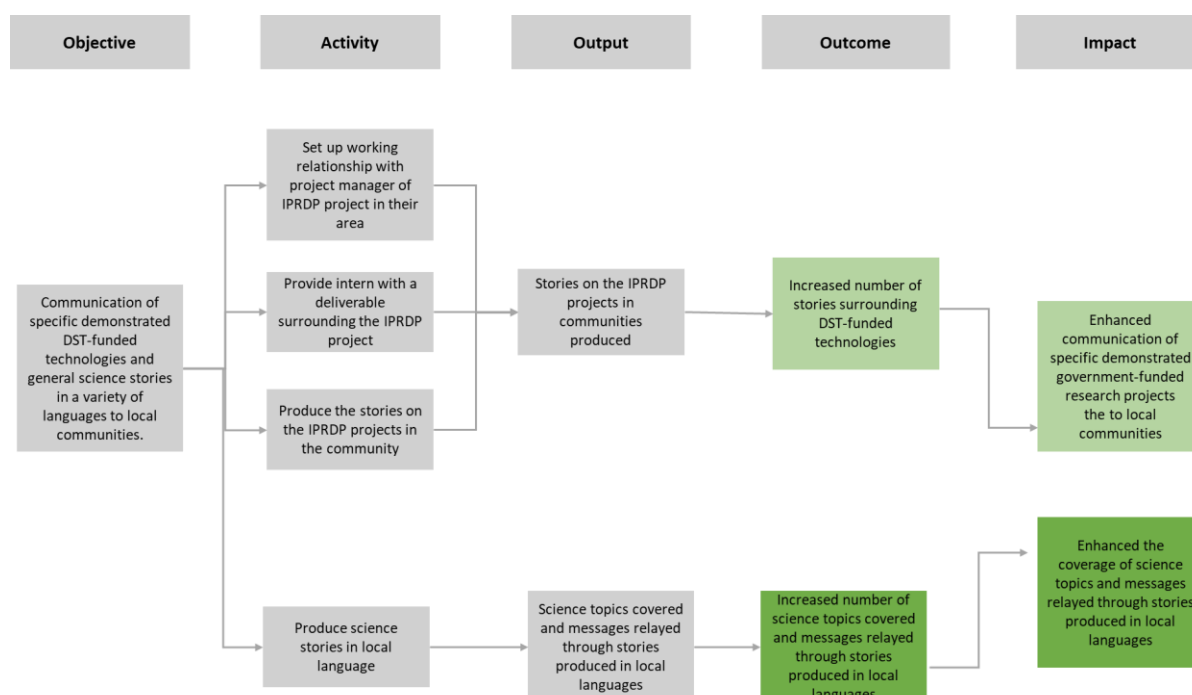 Objective
Activity
Output
Outcome
Impact
Set up working
relationship with
project manager of
IPRDP project in their
area
Communication of
specific demonstrated
DST-funded
technologies and
general science stories
in a variety of
languages to local
communities.
Provide intern with a
deliverable
surrounding the IPRDP
project
Produce the stories on
the IPRDP projects in
the community
Stories on the IPRDP
projects in
communities
produced
Increased number of
stories surrounding
DST-funded
technologies
Enhanced
communication of
specific demonstrated
government-funded
research projects
the to local
communities
Produce science
stories in local
language
Science topics covered
and messages relayed
through stories
produced in local
languages
Increased number of
science topics covered
and messages relayed
through stories
produced in local
languages
Enhanced the
coverage of science
topics and messages
relayed through stories
produced in local
languages